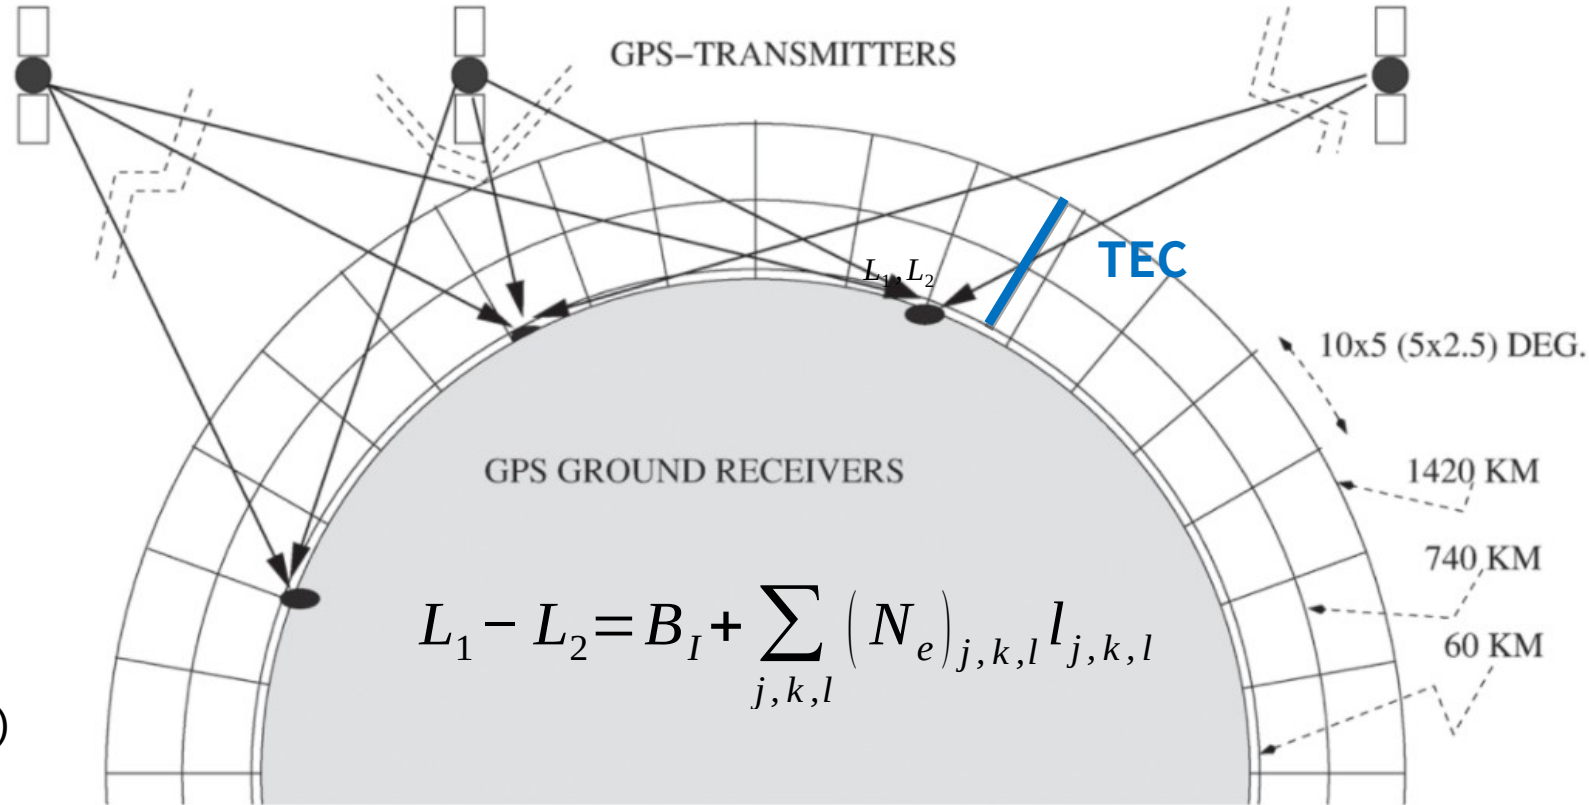 GPS−TRANSMITTERS
L1, L2
TEC
10x5 (5x2.5) DEG.
GPS GROUND RECEIVERS
1420 KM
740 KM
60 KM
L1 − L2 = BI + ∑j,k,l (Ne)j,k,l lj,k,l
)